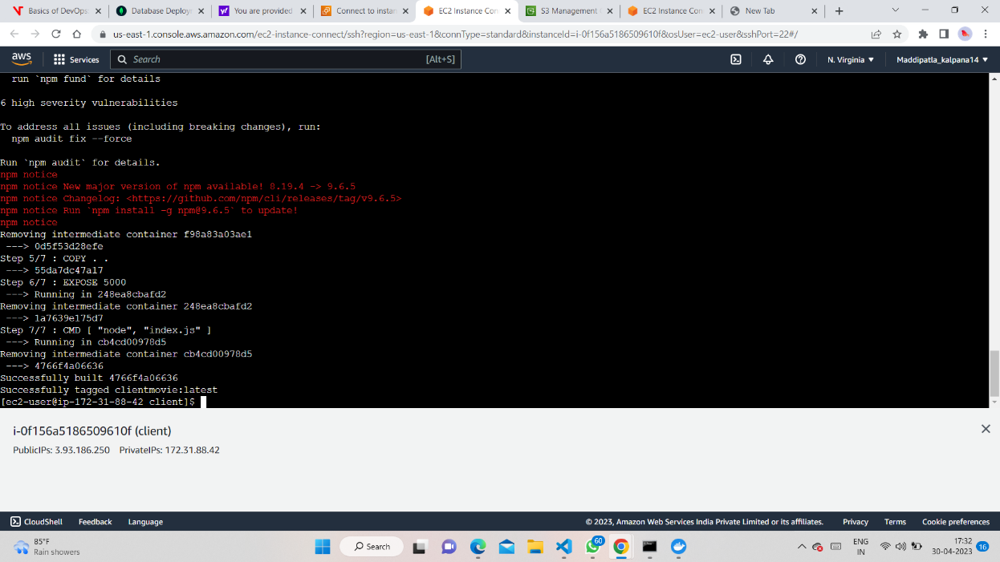 Basics of DevOps
Database Deploy
You are provided
Connect to instan
EC2 Instance Con
S3 Management
EC2 Instance Con
New Tab
us-east-1.console.aws.amazon.com/ec2-instance-connect/ssh?region=us-east-1&connType=standard&instanceId=i-0f156a5186509610f&osUser=ec2-user&sshPort=22#/
aws
Services
Search
[Alt+S]
N. Virginia
Maddipatla_kalpana14
run `npm fund` for details
6 high severity vulnerabilities
To address all issues (including breaking changes), run:
npm audit fix --force
Run `npm audit` for details.
npm notice
npm notice New major version of npm available! 8.19.4 -> 9.6.5
npm notice Changelog: <https://github.com/npm/cli/releases/tag/v9.6.5>
npm notice Run `npm install -g npm@9.6.5` to update!
npm notice
Removing intermediate container f98a83a03ae1
---> 0d5f53d28efe
Step 5/7 : COPY . .
---> 55da7dc47a17
Step 6/7 : EXPOSE 5000
---> Running in 248ea8cbafd2
Removing intermediate container 248ea8cbafd2
---> 1a7639e175d7
Step 7/7 : CMD [ "node", "index.js" ]
---> Running in cb4cd00978d5
Removing intermediate container cb4cd00978d5
---> 4766f4a06636
Successfully built 4766f4a06636
Successfully tagged clientmovie:latest
[ec2-user@ip-172-31-88-42 client]$
i-0f156a5186509610f (client)
PublicIPs: 3.93.186.250 PrivateIPs: 172.31.88.42
CloudShell
Feedback
Language
© 2023, Amazon Web Services India Private Limited or its affiliates.
Privacy
Terms
Cookie preferences
85°F
Rain showers
Search
60
ENG
IN
17:32
30-04-2023
16